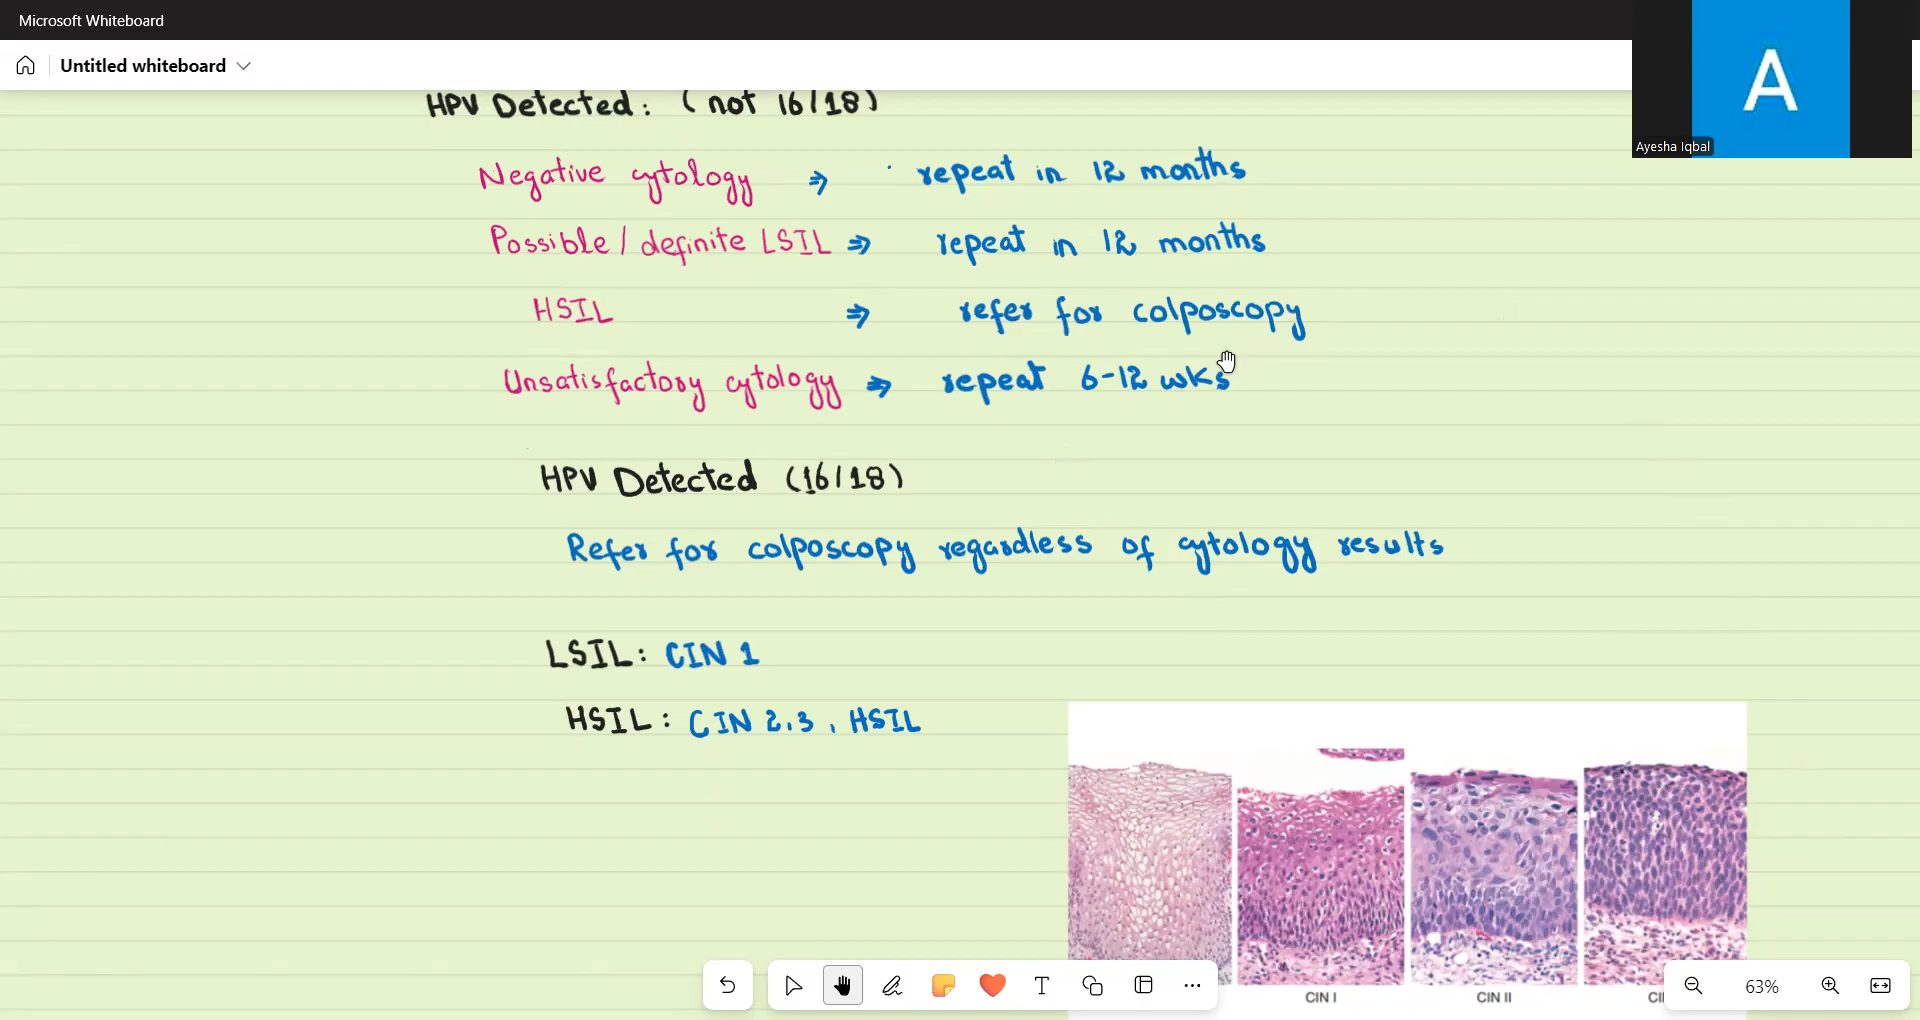 Microsoft Whiteboard
Untitled whiteboard
A
Ayesha Iqbal
HPV Detected: (not 16/18)
Negative cytology ⇒ repeat in 12 months
Possible/definite LSIL ⇒ repeat in 12 months
HSIL ⇒ refer for colposcopy
Unsatisfactory cytology ⇒ repeat 6-12 wks
HPV Detected (16/18)
Refer for colposcopy regardless of cytology results
LSIL: CIN 1
HSIL: CIN 2,3, HSIL
CIN I
CIN II
63%